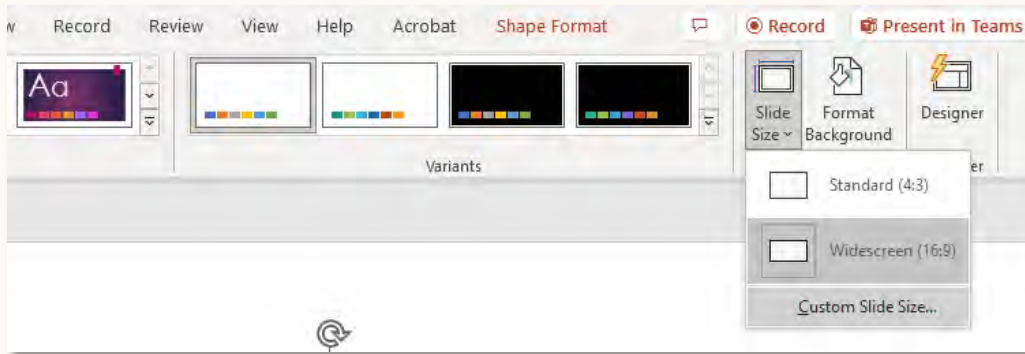 Record Review View Help Acrobat Shape Format Record Present in Teams
Aa
Slide Size Format Background Designer
Variants
Standard (4:3)
Widescreen (16:9)
Custom Slide Size...